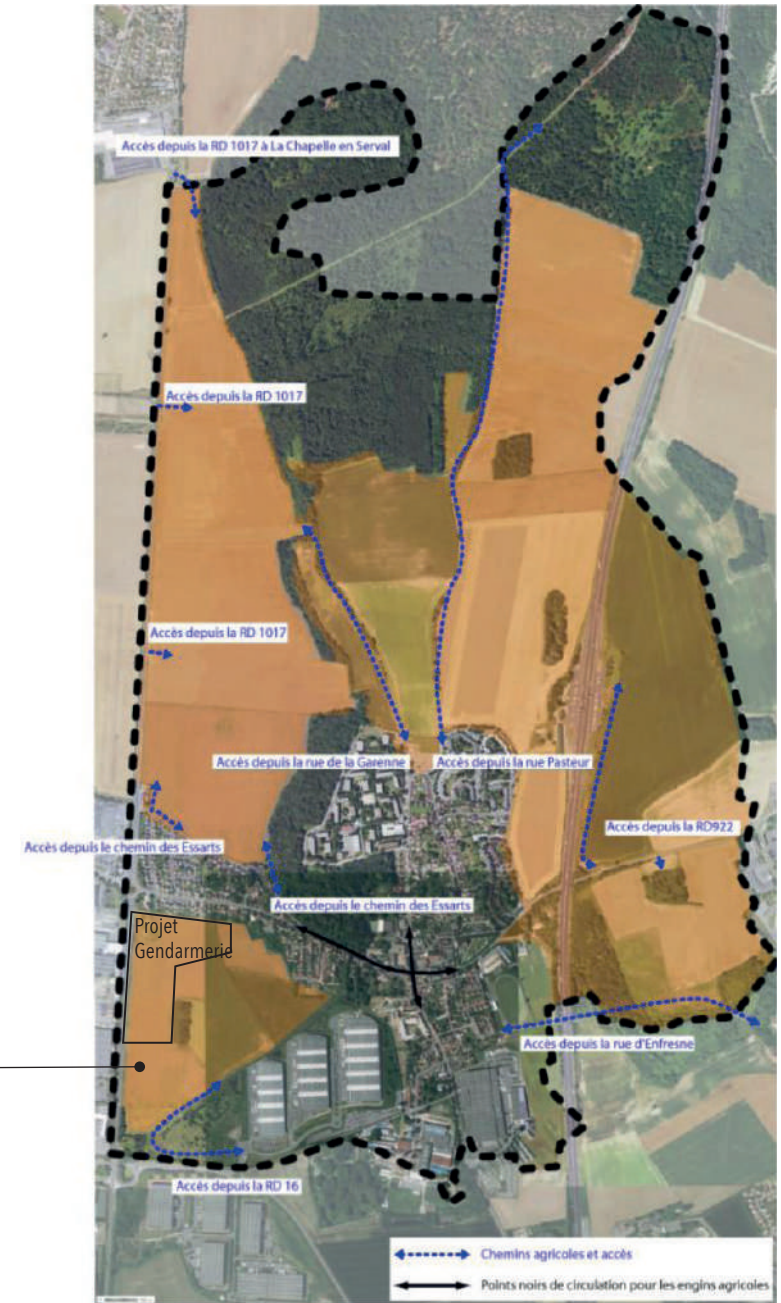 Accès depuis la RD 1017 à La Chapelle en Serval
Accès depuis la RD 1017
Accès depuis la RD 1017
Accès depuis la rue de la Garenne
Accès depuis la rue Pasteur
Accès depuis la RD922
Accès depuis le chemin des Essarts
Accès depuis le chemin des Essarts
Projet
Gendarmerie
Accès depuis la rue d'Enfresne
Accès depuis la RD 16
Chemins agricoles et accès
Points noirs de circulation pour les engins agricoles